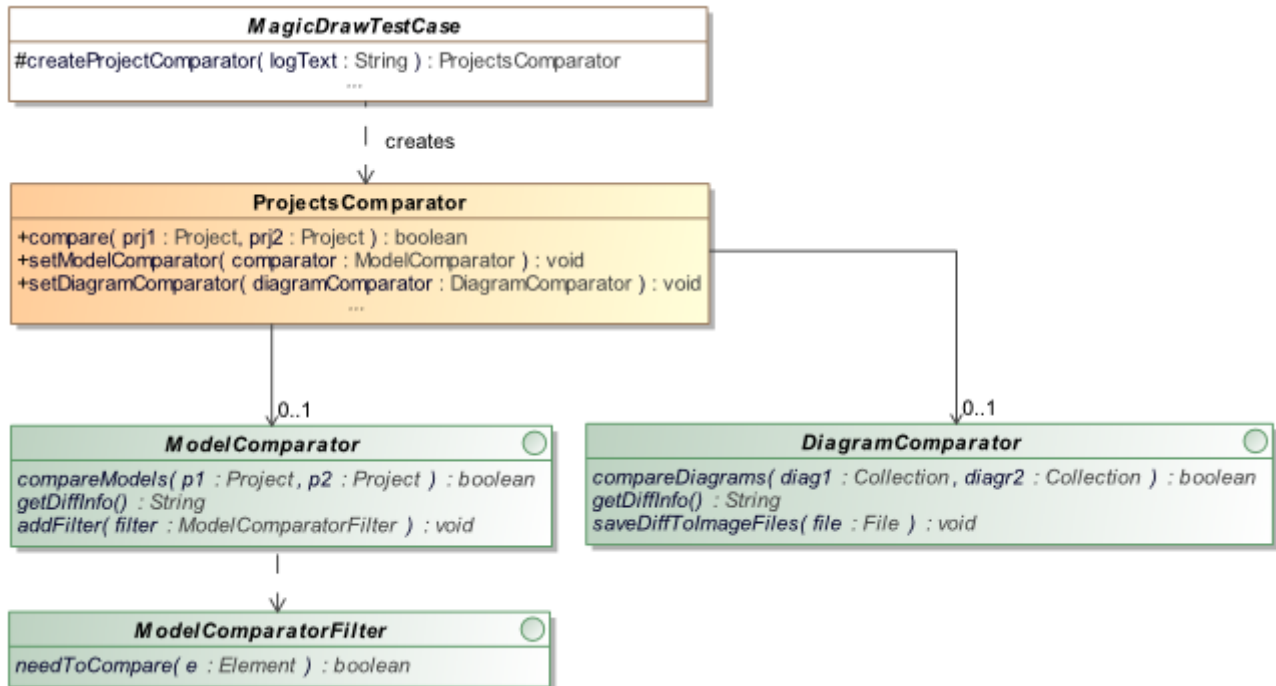 MagicDrawTestCase
#createProjectComparator( logText : String ) : ProjectsComparator
...
creates
ProjectsComparator
+compare( prj1 : Project, prj2 : Project ) : boolean
+setModelComparator( comparator : ModelComparator ) : void
+setDiagramComparator( diagramComparator : DiagramComparator ) : void
...
0..1
0..1
ModelComparator
compareModels( p1 : Project, p2 : Project ) : boolean
getDiffInfo() : String
addFilter( filter : ModelComparatorFilter ) : void
DiagramComparator
compareDiagrams( diag1 : Collection, diagr2 : Collection ) : boolean
getDiffInfo() : String
saveDiffToImageFiles( file : File ) : void
ModelComparatorFilter
needToCompare( e : Element ) : boolean